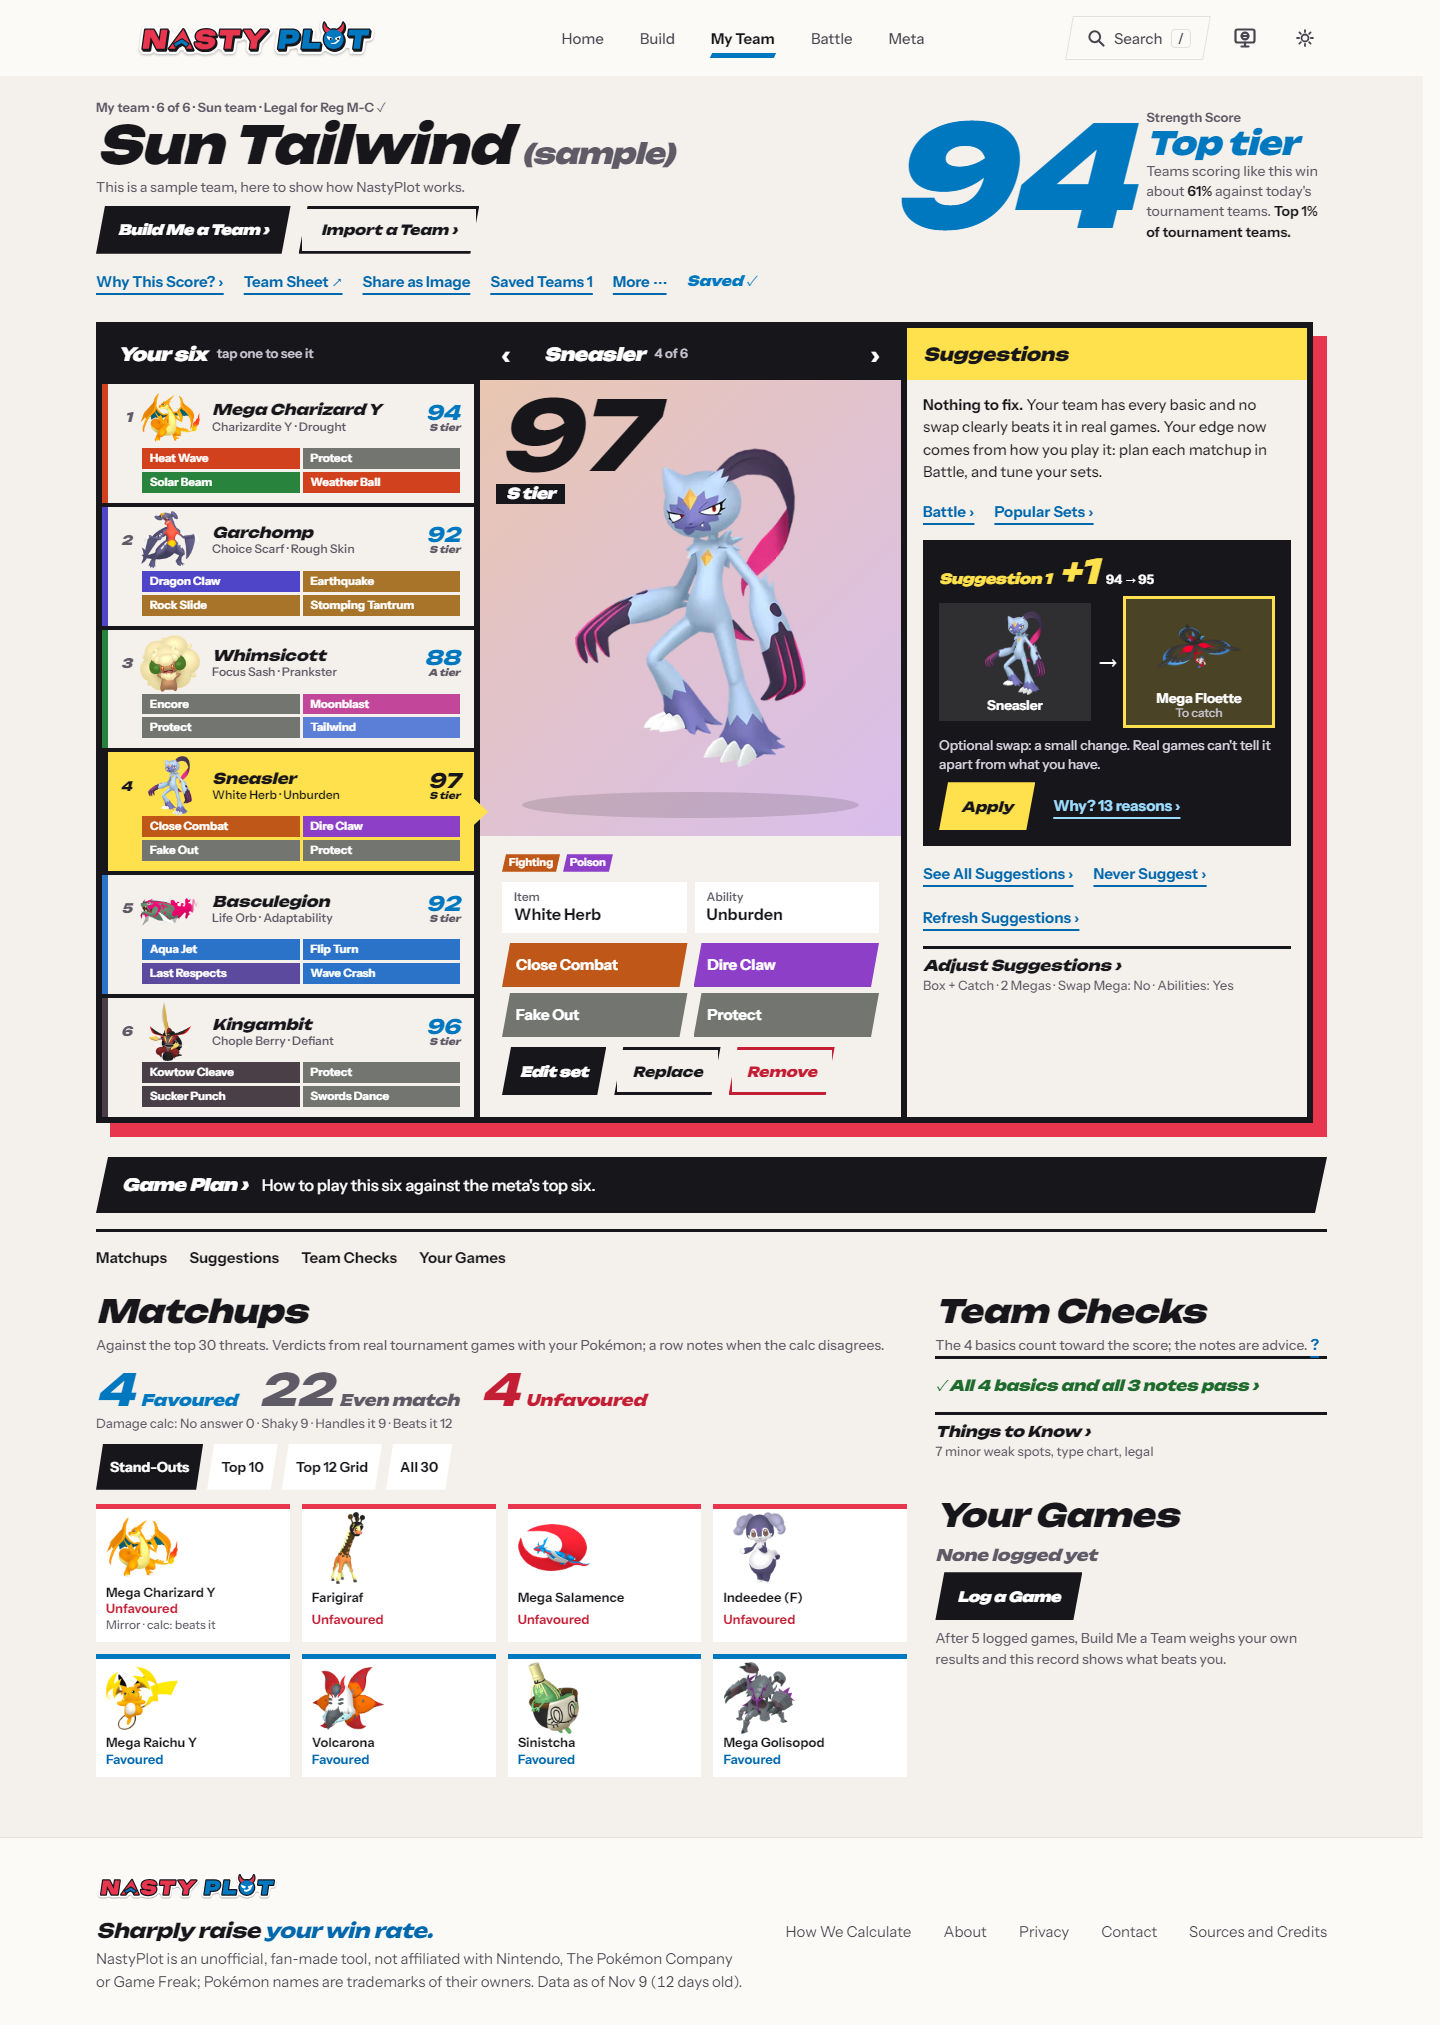 NASTY PLOT
Home
Build
My Team
Battle
Meta
Search /
My team · 6 of 6 · Sun team · Legal for Reg M-C ✓
Sun Tailwind (sample)
This is a sample team, here to show how NastyPlot works.
Build Me a Team ›
Import a Team ›
94
Strength Score
Top tier
Teams scoring like this win
about 61% against today's
tournament teams. Top 1%
of tournament teams.
Why This Score? ›
Team Sheet ↗
Share as Image
Saved Teams 1
More ···
Saved ✓
Your six tap one to see it
1
Mega Charizard Y
Charizardite Y · Drought
94
S tier
Heat Wave
Protect
Solar Beam
Weather Ball
2
Garchomp
Choice Scarf · Rough Skin
92
S tier
Dragon Claw
Earthquake
Rock Slide
Stomping Tantrum
3
Whimsicott
Focus Sash · Prankster
88
A tier
Encore
Moonblast
Protect
Tailwind
4
Sneasler
White Herb · Unburden
97
S tier
Close Combat
Dire Claw
Fake Out
Protect
5
Basculegion
Life Orb · Adaptability
92
S tier
Aqua Jet
Flip Turn
Last Respects
Wave Crash
6
Kingambit
Chople Berry · Defiant
96
S tier
Kowtow Cleave
Protect
Sucker Punch
Swords Dance
‹ Sneasler 4 of 6 ›
97
S tier
Fighting
Poison
Item
White Herb
Ability
Unburden
Close Combat
Dire Claw
Fake Out
Protect
Edit set
Replace
Remove
Suggestions
Nothing to fix. Your team has every basic and no
swap clearly beats it in real games. Your edge now
comes from how you play it: plan each matchup in
Battle, and tune your sets.
Battle ›
Popular Sets ›
Suggestion 1 +1 94→95
Sneasler
→
Mega Floette
To catch
Optional swap: a small change. Real games can't tell it
apart from what you have.
Apply
Why? 13 reasons ›
See All Suggestions ›
Never Suggest ›
Refresh Suggestions ›
Adjust Suggestions ›
Box + Catch · 2 Megas · Swap Mega: No · Abilities: Yes
Game Plan › How to play this six against the meta's top six.
Matchups
Suggestions
Team Checks
Your Games
Matchups
Against the top 30 threats. Verdicts from real tournament games with your Pokémon; a row notes when the calc disagrees.
4 Favoured
22 Even match
4 Unfavoured
Damage calc: No answer 0 · Shaky 9 · Handles it 9 · Beats it 12
Stand-Outs
Top 10
Top 12 Grid
All 30
Mega Charizard Y
Unfavoured
Mirror · calc: beats it
Farigiraf
Unfavoured
Mega Salamence
Unfavoured
Indeedee (F)
Unfavoured
Mega Raichu Y
Favoured
Volcarona
Favoured
Sinistcha
Favoured
Mega Golisopod
Favoured
Team Checks
The 4 basics count toward the score; the notes are advice. ?
✓All 4 basics and all 3 notes pass ›
Things to Know ›
7 minor weak spots, type chart, legal
Your Games
None logged yet
Log a Game
After 5 logged games, Build Me a Team weighs your own
results and this record shows what beats you.
NASTY PLOT
Sharply raise your win rate.
NastyPlot is an unofficial, fan-made tool, not affiliated with Nintendo, The Pokémon Company
or Game Freak; Pokémon names are trademarks of their owners. Data as of Nov 9 (12 days old).
How We Calculate
About
Privacy
Contact
Sources and Credits